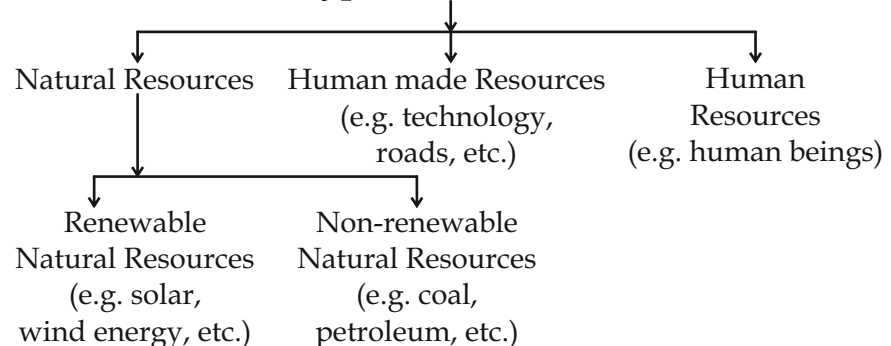 Natural Resources
Human made Resources
(e.g. technology,
roads, etc.)
Human
Resources
(e.g. human beings)
Renewable
Natural Resources
(e.g. solar,
wind energy, etc.)
Non-renewable
Natural Resources
(e.g. coal,
petroleum, etc.)